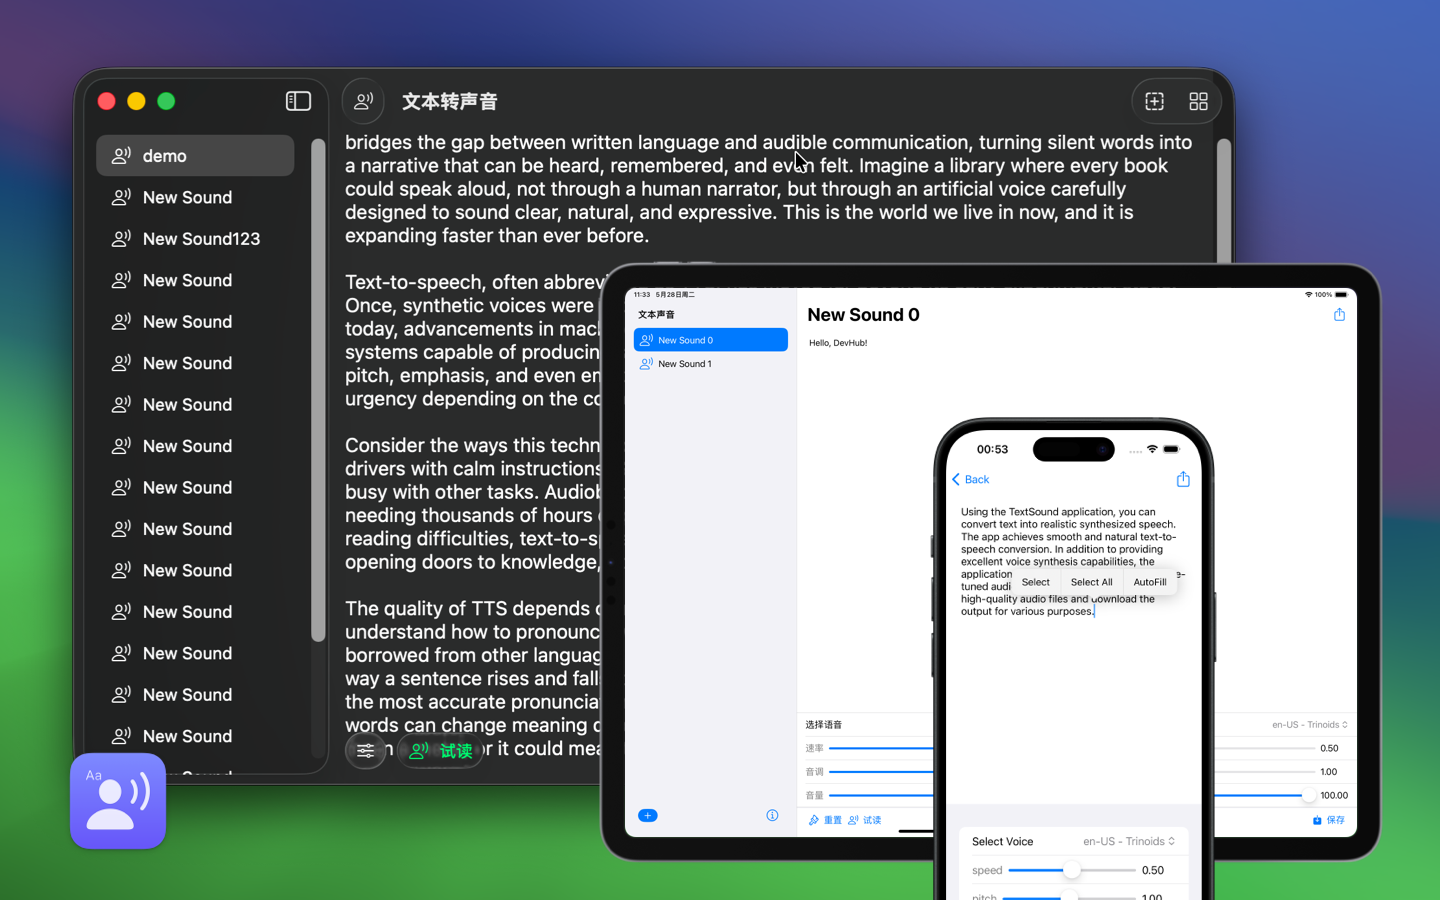 文本转声音
demo
New Sound
New Sound123
New Sound
New Sound
New Sound
New Sound
New Sound
New Sound
New Sound
New Sound
New Sound
New Sound
New Sound
New Sound
bridges the gap between written language and audible communication, turning silent words into
a narrative that can be heard, remembered, and even felt. Imagine a library where every book
could speak aloud, not through a human narrator, but through an artificial voice carefully
designed to sound clear, natural, and expressive. This is the world we live in now, and it is
expanding faster than ever before.
Text-to-speech, often abbrevi
Once, synthetic voices were
today, advancements in mac
systems capable of producin
pitch, emphasis, and even en
urgency depending on the co
Consider the ways this techn
drivers with calm instructions
busy with other tasks. Audiob
needing thousands of hours
reading difficulties, text-to-s
opening doors to knowledge,
The quality of TTS depends
understand how to pronounc
borrowed from other languag
way a sentence rises and fall
the most accurate pronuncia
words can change meaning
or it could mea
试读
Aa
11:33 5月28日周二
100%
文本声音
New Sound 0
New Sound 1
New Sound 0
Hello, DevHub!
选择语音
en-US - Trinoids
速率
0.50
音调
1.00
音量
100.00
重置
试读
保存
00:53
Back
Using the TextSound application, you can
convert text into realistic synthesized speech.
The app achieves smooth and natural text-to-
speech conversion. In addition to providing
excellent voice synthesis capabilities, the
application
Select
Select All
AutoFill
e-
tuned audi
high-quality audio files and download the
output for various purposes.
Select Voice
en-US - Trinoids
speed
0.50
pitch
1.00